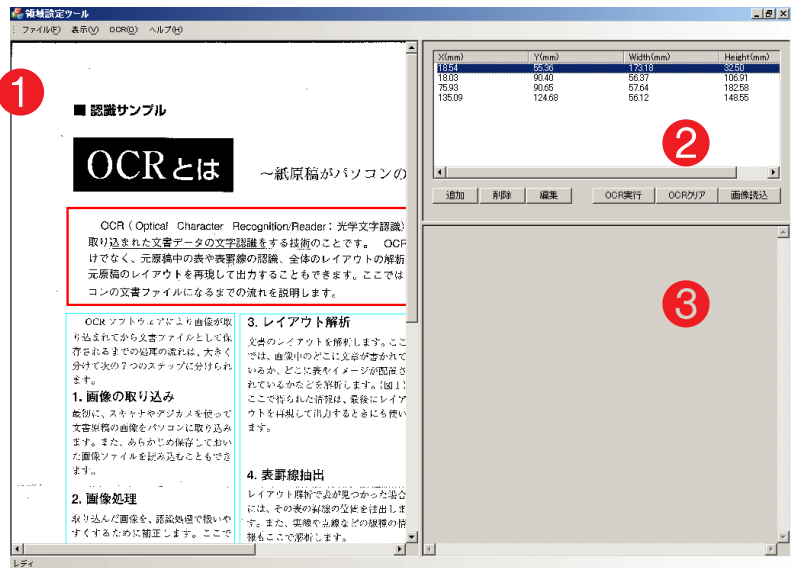 領域設定ツール
ファイル(F) 表示(V) OCR(O) ヘルプ(H)
1
■ 認識サンプル
OCRとは
～紙原稿がパソコンの
OCR ( Optical Character Recognition/Reader：光学文字認識)
取り込まれた文書データの文字認識をする技術のことです。 OCR
けでなく、元原稿中の表や表罫線の認識、全体のレイアウトの解析
元原稿のレイアウトを再現して出力することもできます。ここでは
コンの文書ファイルになるまでの流れを説明します。
OCR ソフトウェアにより画像が取
り込まれてから文書ファイルとして保
存されるまでの処理の流れは、大きく
分けて次の７つのステップに分けられ
ます。
1. 画像の取り込み
最初に、スキャナやデジカメを使って
文書原稿の画像をパソコンに取り込み
ます。また、あらかじめ保存しておい
た画像ファイルを読み込むこともでき
ます。
2. 画像処理
取り込んだ画像を、認識処理で扱いや
すくするために補正します。ここで
3. レイアウト解析
文書のレイアウトを解析します。ここ
では、画像中のどこに文章が書かれて
いるか、どこに表やイメージが配置さ
れているかなどを解析します。(図１)
ここで得られた情報は、最後にレイア
ウトを再現して出力するときにも使い
ます。
4. 表罫線抽出
レイアウト解析で表が見つかった場合
には、その表の罫線の位置を抽出しま
す。また、実線や点線などの線種の情
報もここで解析します。
X(mm) Y(mm) Width(mm) Height(mm)
18.54 55.36 173.18 32.50
18.03 90.40 56.37 106.91
75.93 90.65 57.64 182.58
135.09 124.68 56.12 148.55
2
追加 削除 編集 OCR実行 OCRクリア 画像読込
3
レディ